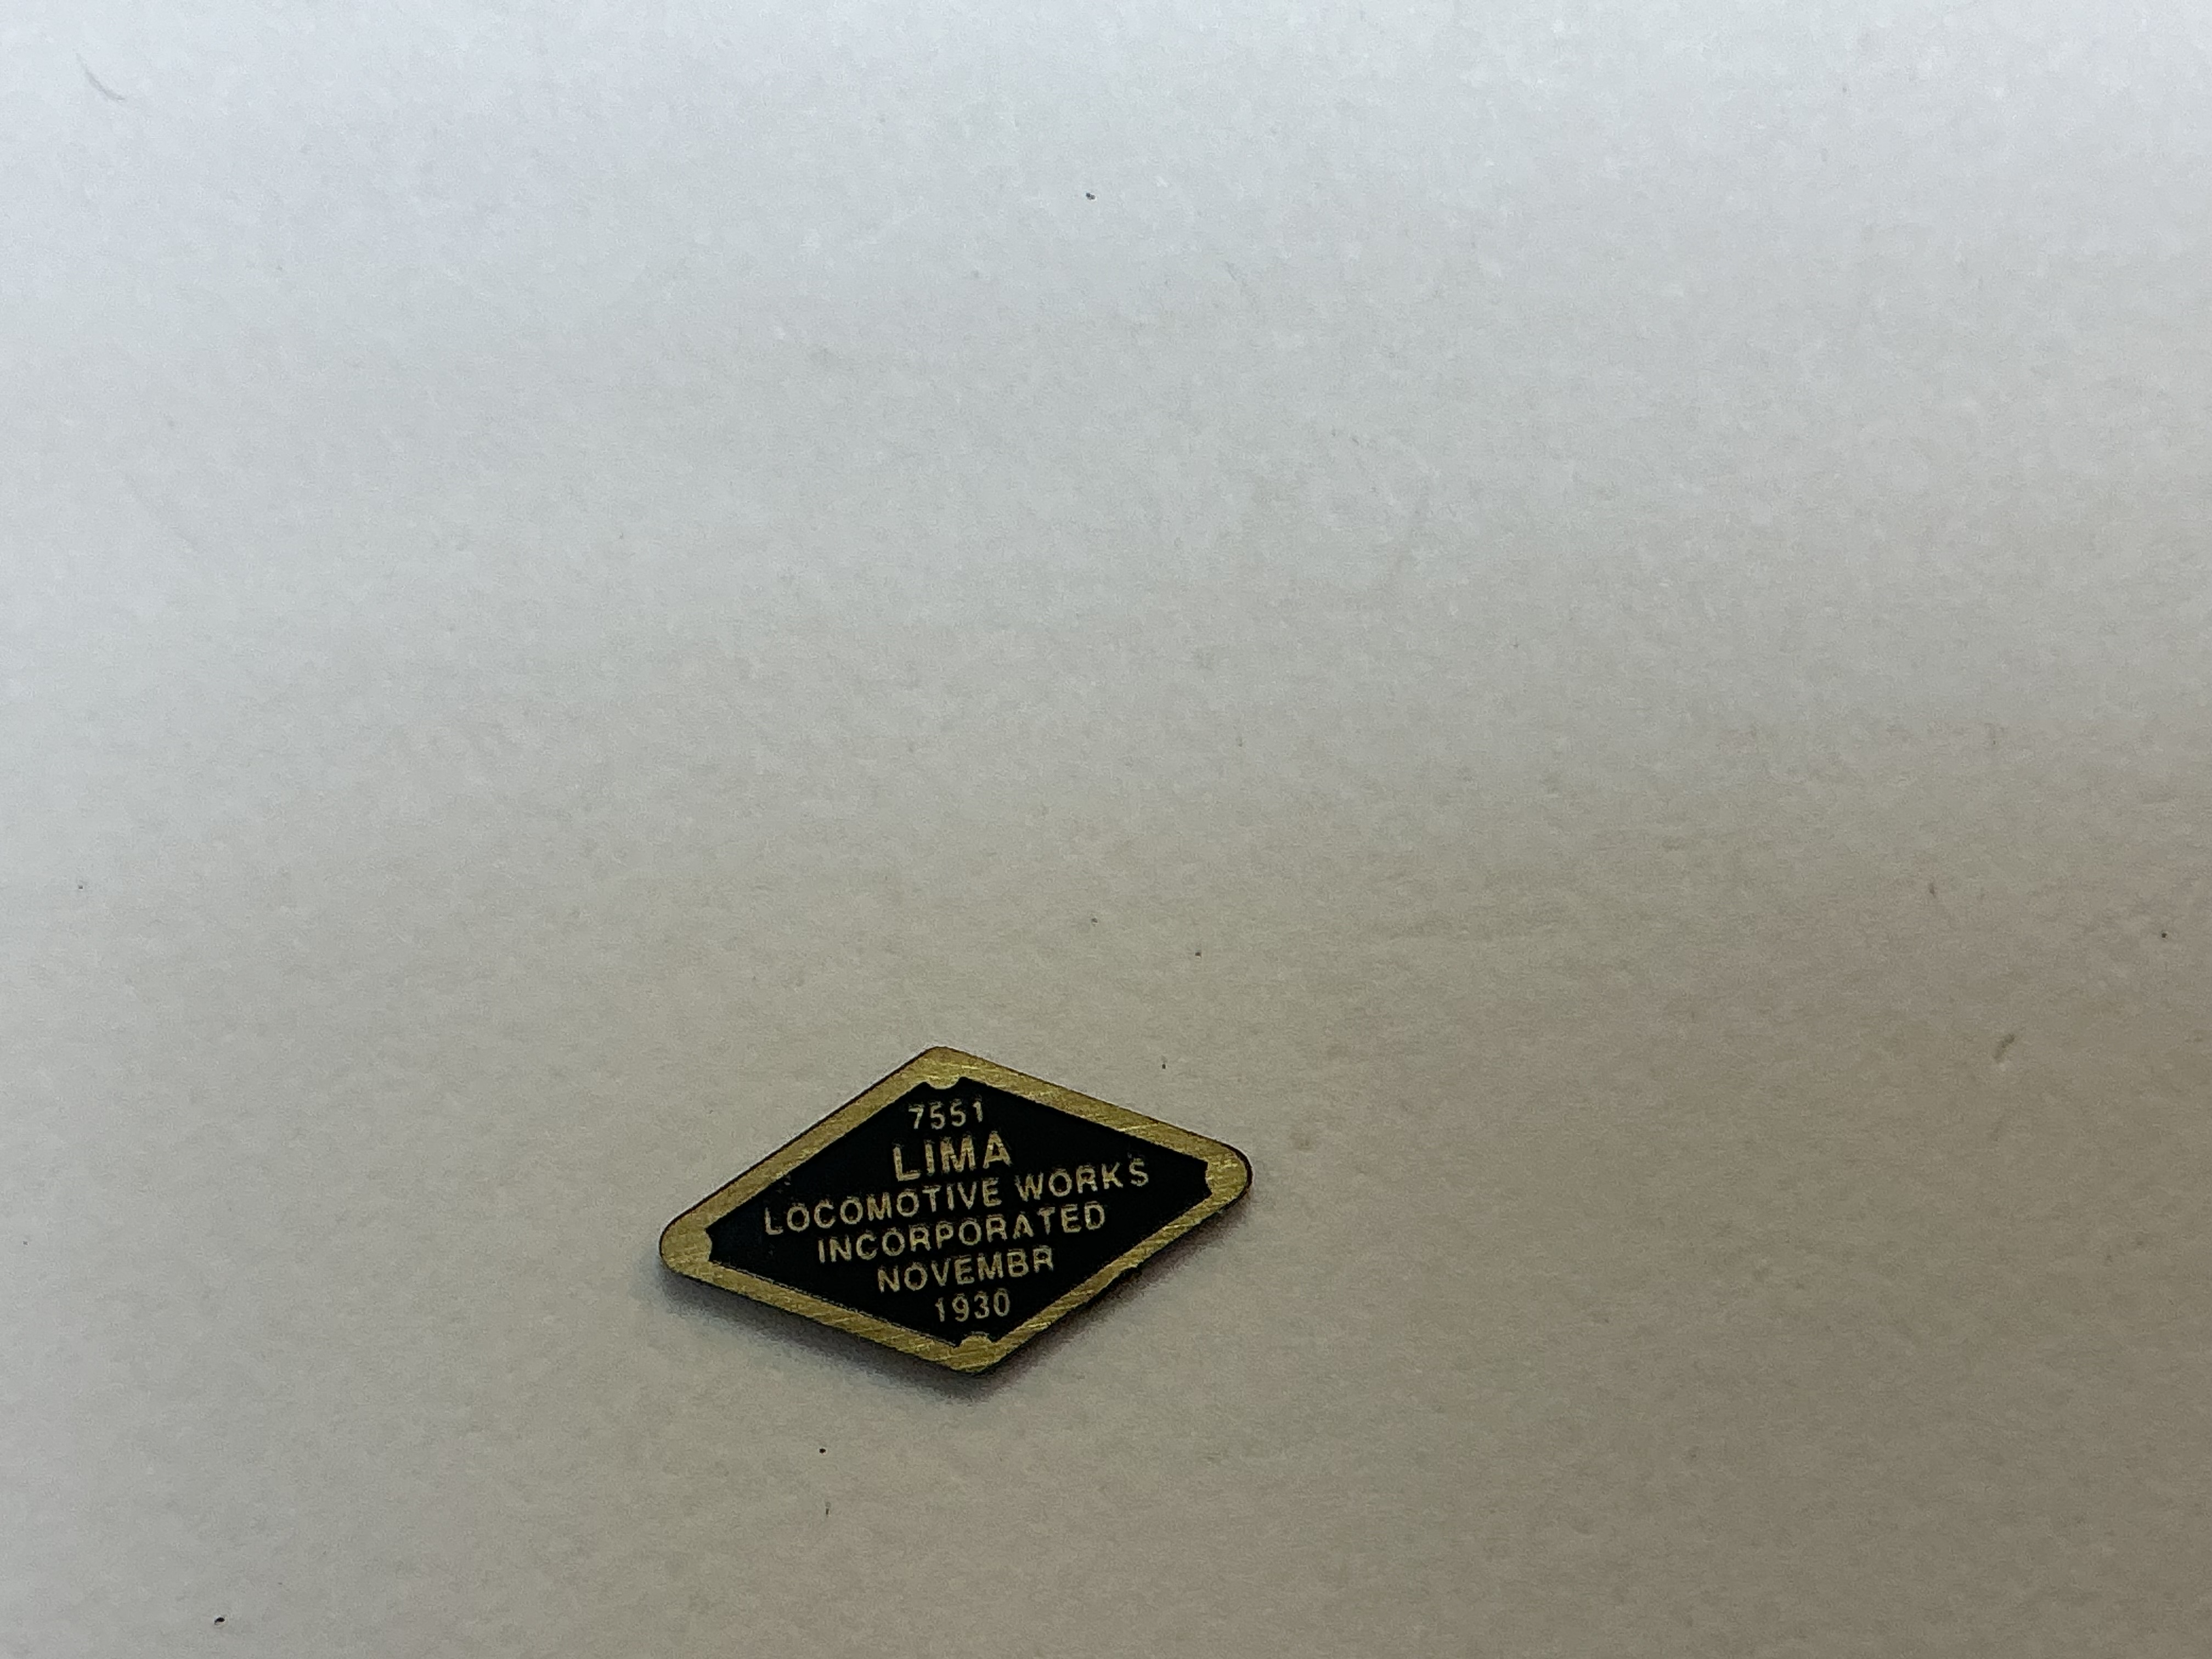 7551
LIMA
LOCOMOTIVE WORKS
INCORPORATED
NOVEMBR
1930